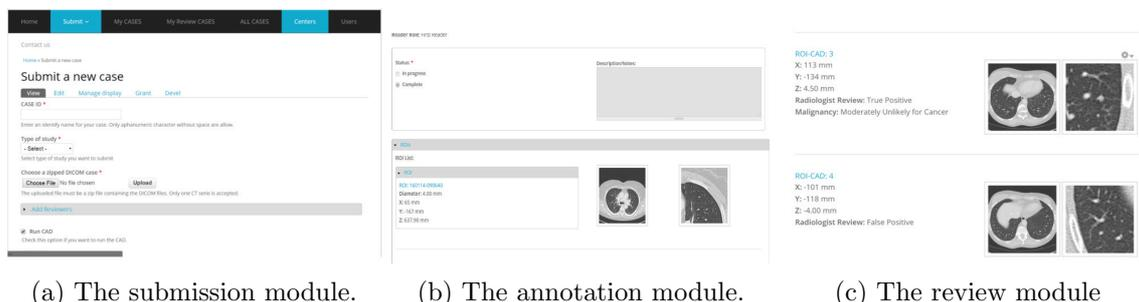 Home Submit My CASES My Review CASES ALL CASES Centers Users
Contact us
Home » Submit a new case
Submit a new case
View Edit Manage display Grant Devel
CASE ID *
Enter an identify name for your case. Only alphanumeric character without space are allow.
Type of study *
- Select -
Select type of study you want to submit
Choose a zipped DICOM case *
Choose File No file chosen Upload
The uploaded file must be a zip file containing the DICOM files. Only one CT serie is accepted.
Add Reviewers
Run CAD
Check this option if you want to run the CAD.
(a) The submission module.
Reader Role: First Reader
Status: *
In progress
Complete
Description/Notes:
ROIs
ROI List:
ROI
ROI: 160114-090640
Diameter: 4.00 mm
X: 65 mm
Y: -167 mm
Z: 637.98 mm
(b) The annotation module.
ROI-CAD: 3
X: 113 mm
Y: -134 mm
Z: 4.50 mm
Radiologist Review: True Positive
Malignancy: Moderately Unlikely for Cancer
ROI-CAD: 4
X: -101 mm
Y: -118 mm
Z: -4.00 mm
Radiologist Review: False Positive
(c) The review module